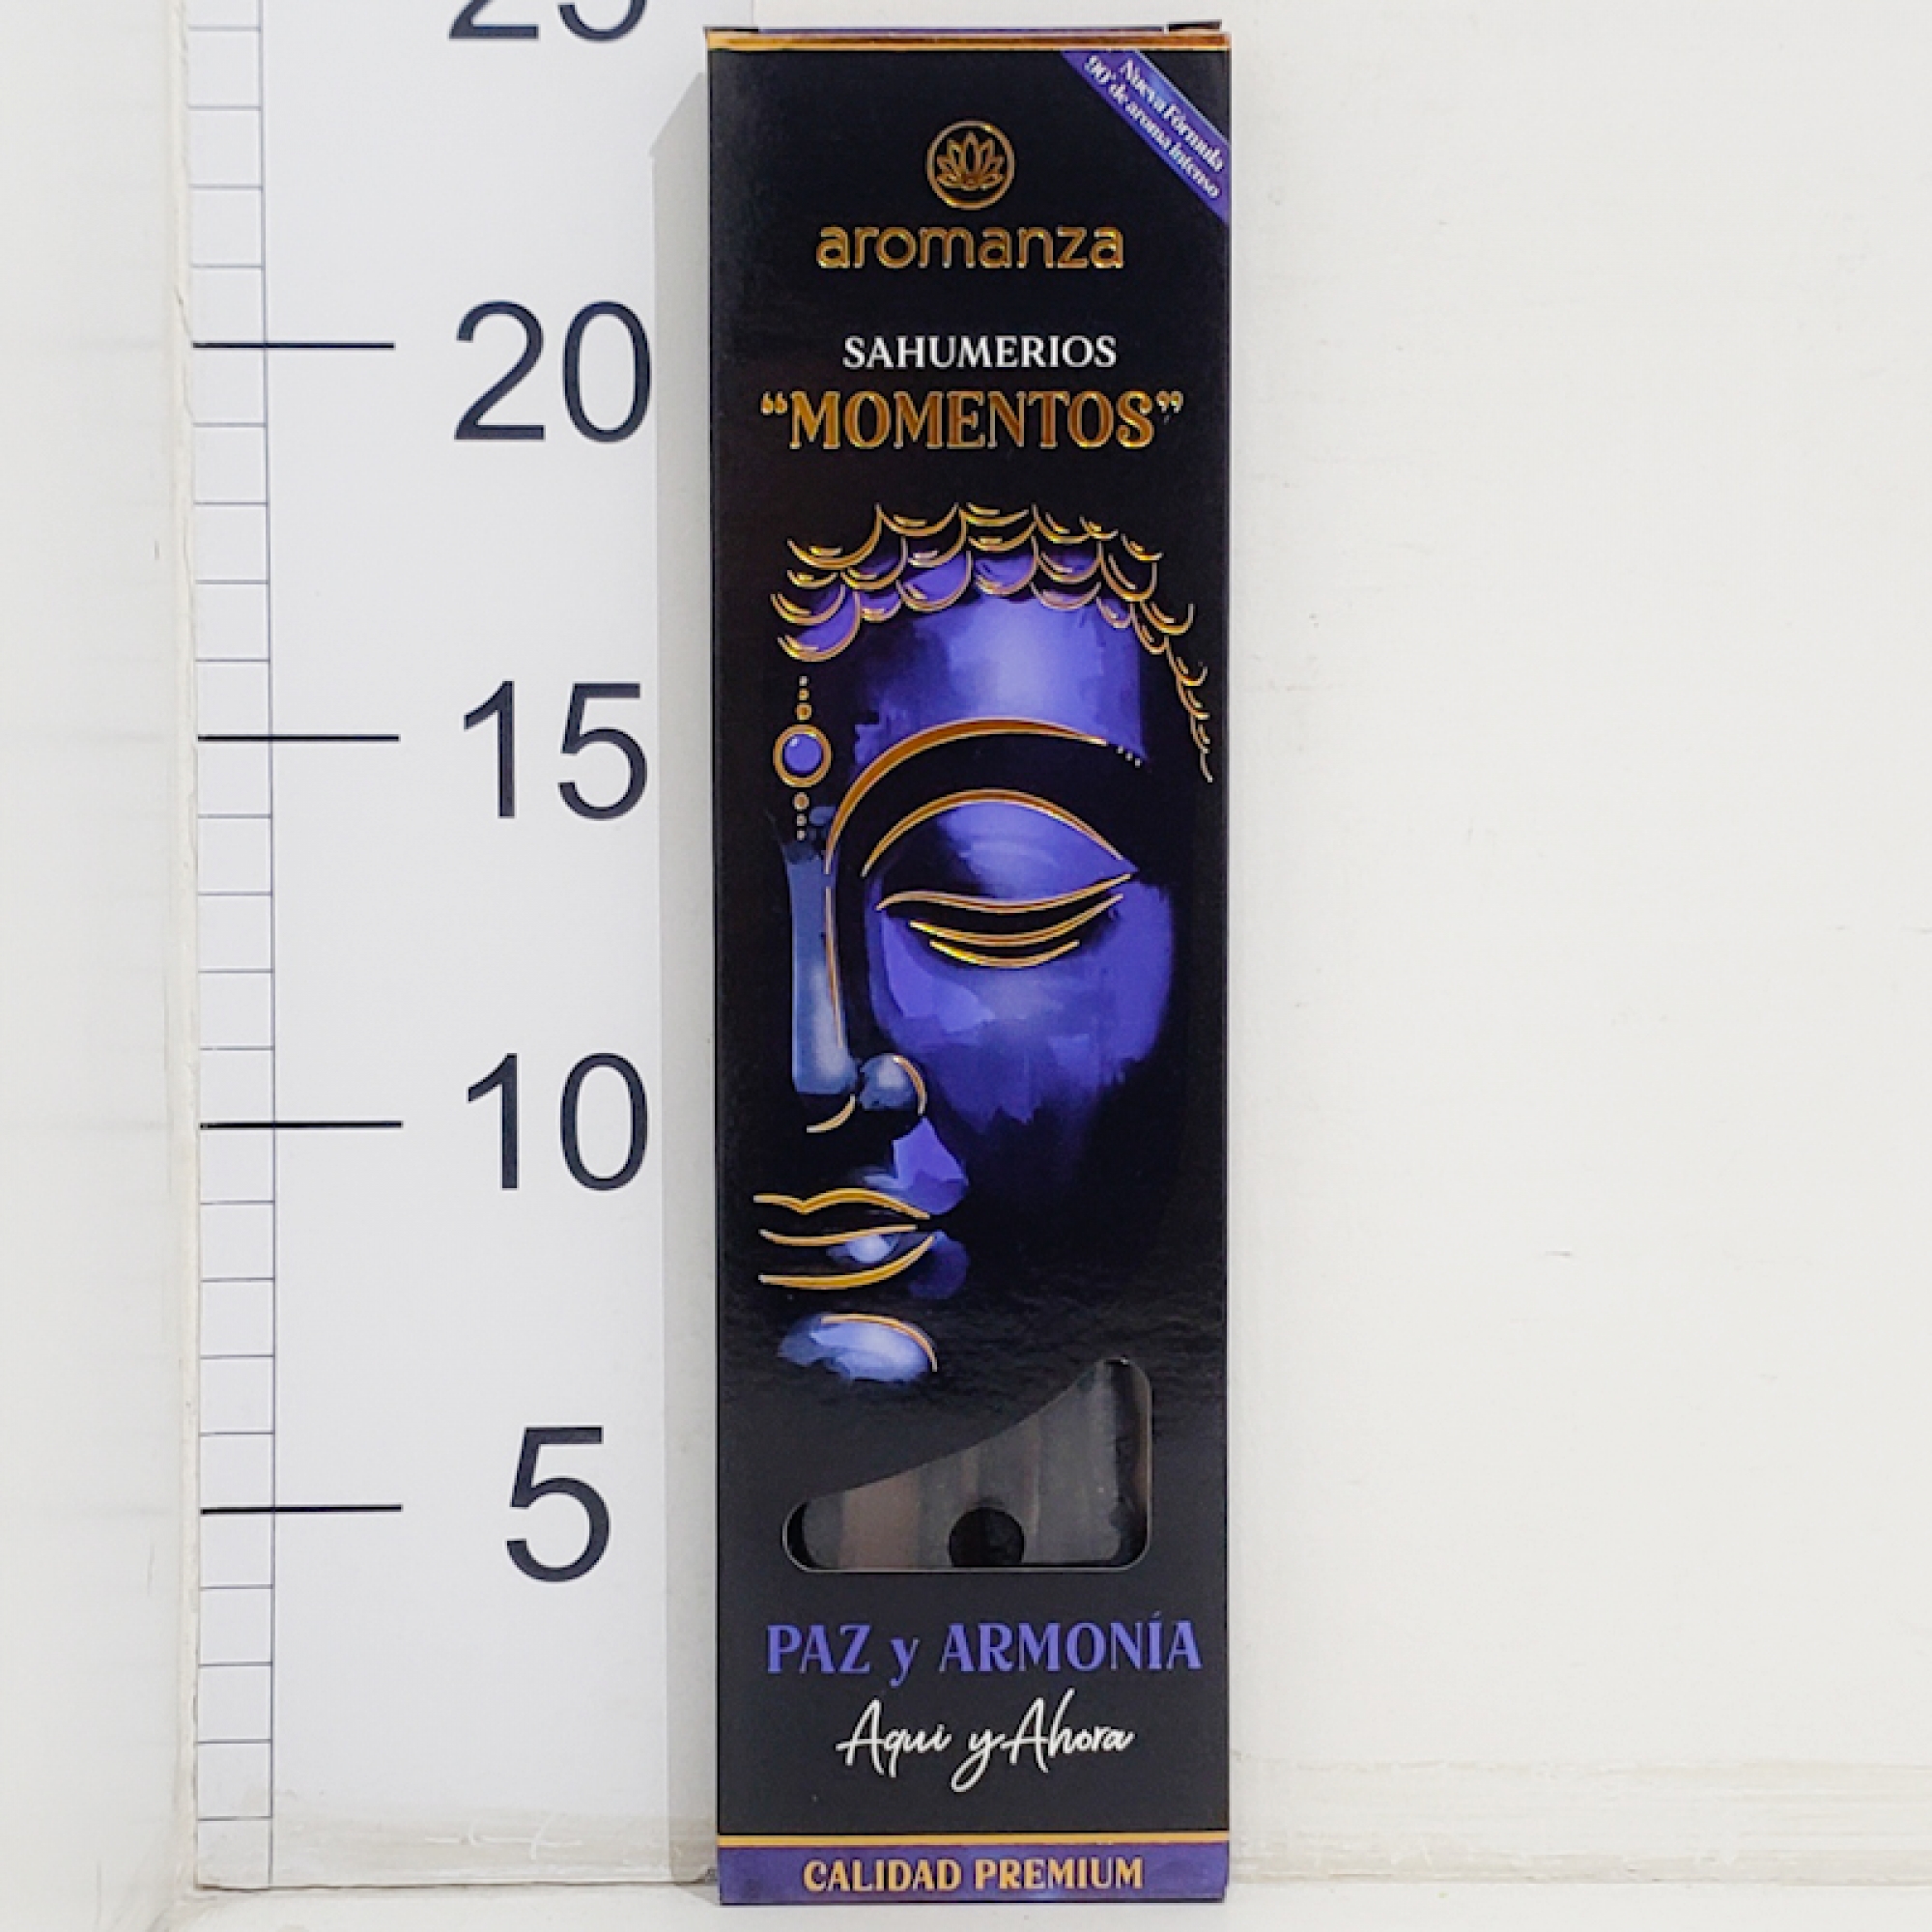 25
20
15
10
5
Nueva Fórmula
90' de aroma intenso
aromanza
SAHUMERIOS
“MOMENTOS”
PAZ y ARMONÍA
Aqui y Ahora
CALIDAD PREMIUM